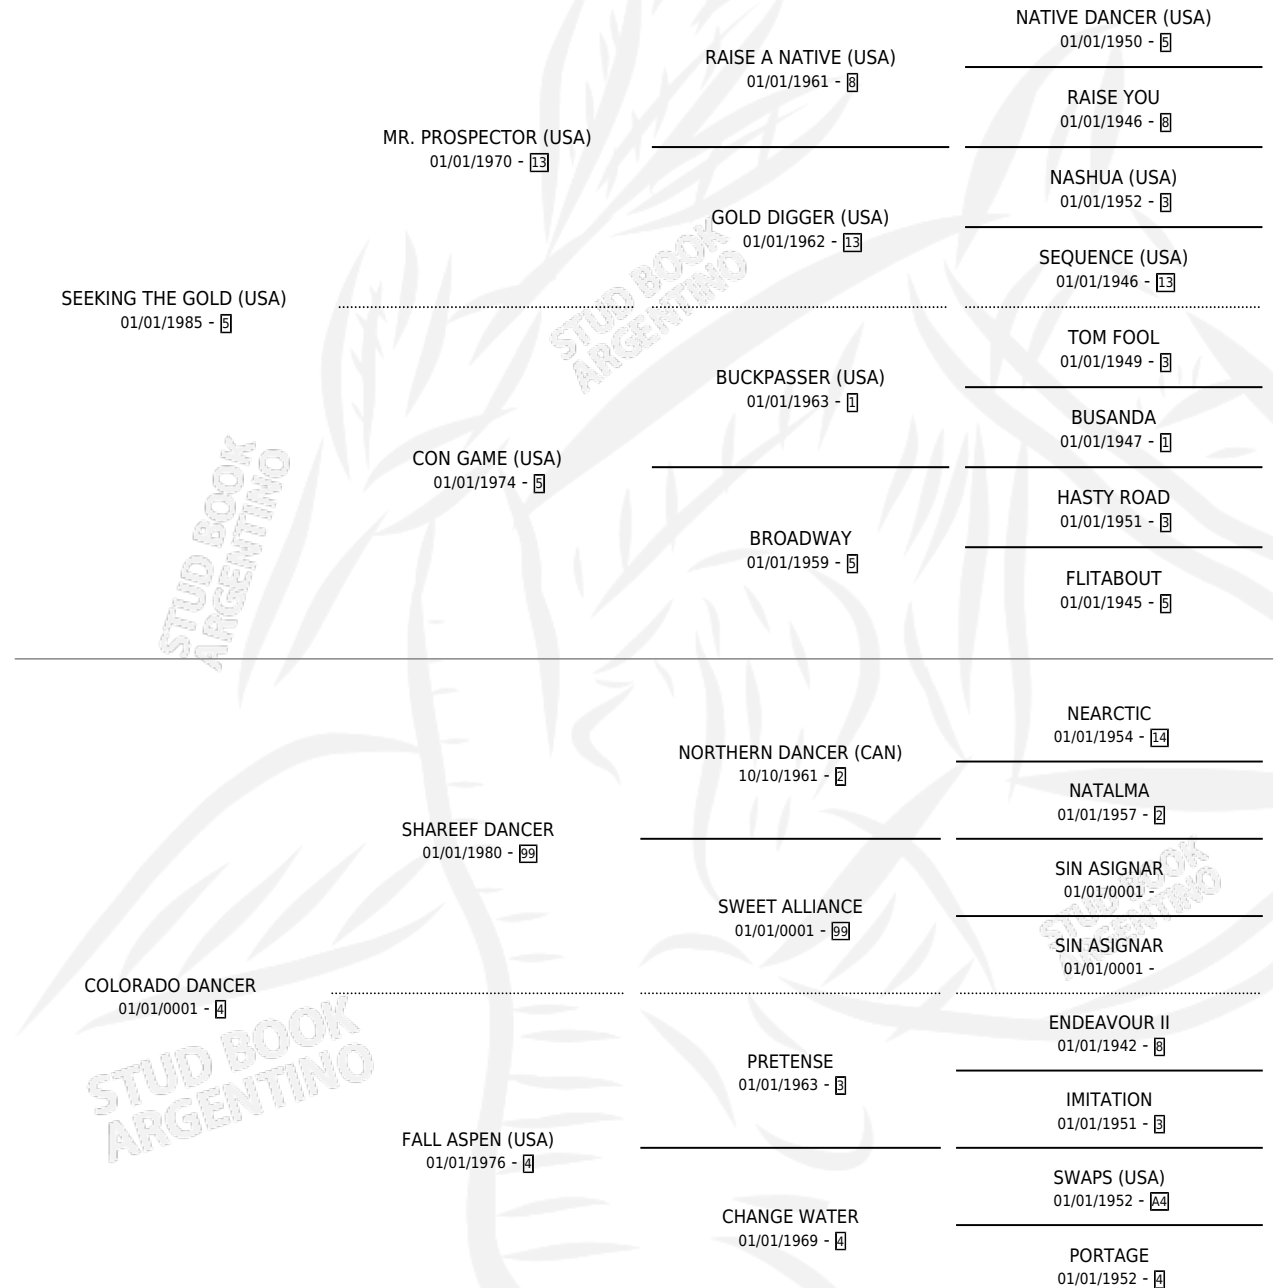 NATIVE DANCER (USA)
01/01/1950 - 5
RAISE A NATIVE (USA)
01/01/1961 - 8
RAISE YOU
01/01/1946 - 8
MR. PROSPECTOR (USA)
01/01/1970 - 13
NASHUA (USA)
01/01/1952 - 3
GOLD DIGGER (USA)
01/01/1962 - 13
SEQUENCE (USA)
01/01/1946 - 13
SEEKING THE GOLD (USA)
01/01/1985 - 5
STUD BOOK
ARGENTINO
TOM FOOL
01/01/1949 - 3
BUCKPASSER (USA)
01/01/1963 - 1
BUSANDA
01/01/1947 - 1
CON GAME (USA)
01/01/1974 - 5
HASTY ROAD
01/01/1951 - 3
BROADWAY
01/01/1959 - 5
FLITABOUT
01/01/1945 - 5
STUD BOOK
ARGENTINO
NEARCTIC
01/01/1954 - 14
NORTHERN DANCER (CAN)
10/10/1961 - 2
NATALMA
01/01/1957 - 2
SHAREEF DANCER
01/01/1980 - 99
SIN ASIGNAR
01/01/0001 -
SWEET ALLIANCE
01/01/0001 - 99
SIN ASIGNAR
01/01/0001 -
STUD BOOK
ARGENTINO
COLORADO DANCER
01/01/0001 - 4
STUD BOOK
ARGENTINO
ENDEAVOUR II
01/01/1942 - 8
PRETENSE
01/01/1963 - 3
IMITATION
01/01/1951 - 3
FALL ASPEN (USA)
01/01/1976 - 4
SWAPS (USA)
01/01/1952 - A4
CHANGE WATER
01/01/1969 - 4
PORTAGE
01/01/1952 - 4